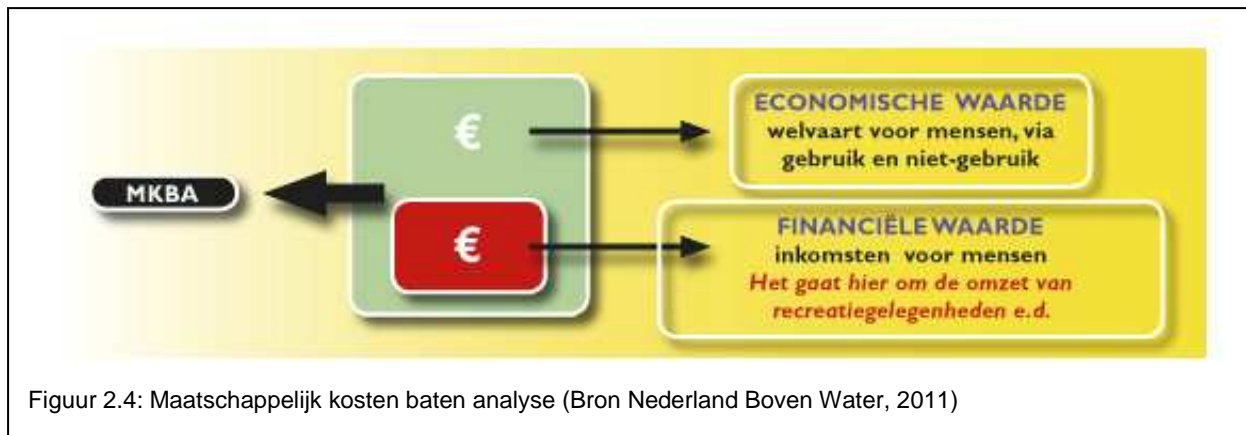 MKBA
€
€
ECONOMISCHE WAARDE
welvaart voor mensen, via
gebruik en niet-gebruik
FINANCIËLE WAARDE
inkomsten voor mensen
Het gaat hier om de omzet van
recreatiegelegenheden e.d.
Figuur 2.4: Maatschappelijk kosten baten analyse (Bron Nederland Boven Water, 2011)